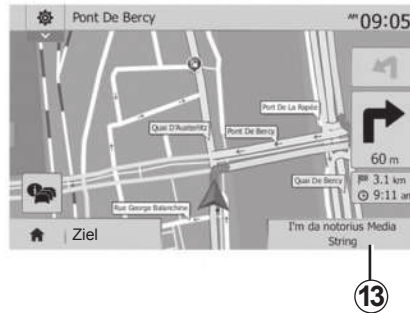 Pont De Bercy
AM 09:05
Port De La Rapée
Quai D'Austerlitz
Pont De Bercy
60 m
Quai De Bercy
3.1 km
9:11 am
Rue George Balanchine
Ziel
I'm da notorius Media
String
13